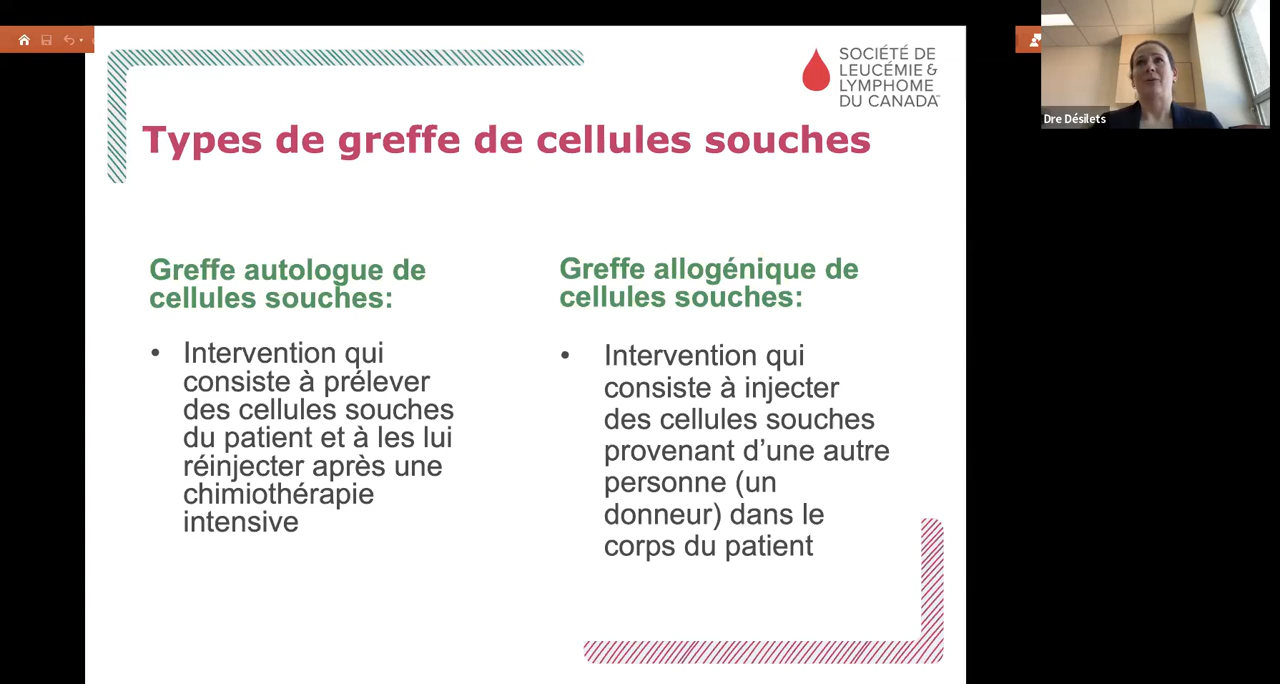 SOCIÉTÉ DE
LEUCÉMIE &
LYMPHOME
DU CANADA
Dre Désilets
Types de greffe de cellules souches
Greffe autologue de
cellules souches:
• Intervention qui
consiste à prélever
des cellules souches
du patient et à les lui
réinjecter après une
chimiothérapie
intensive
Greffe allogénique de
cellules souches:
• Intervention qui
consiste à injecter
des cellules souches
provenant d’une autre
personne (un
donneur) dans le
corps du patient